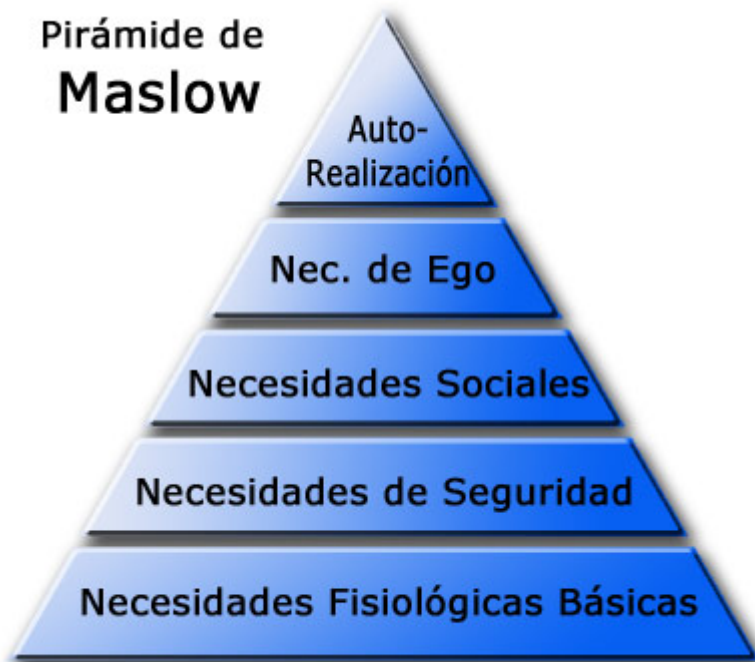 Pirámide de
Maslow
Auto-
Realización
Nec. de Ego
Necesidades Sociales
Necesidades de Seguridad
Necesidades Fisiológicas Básicas